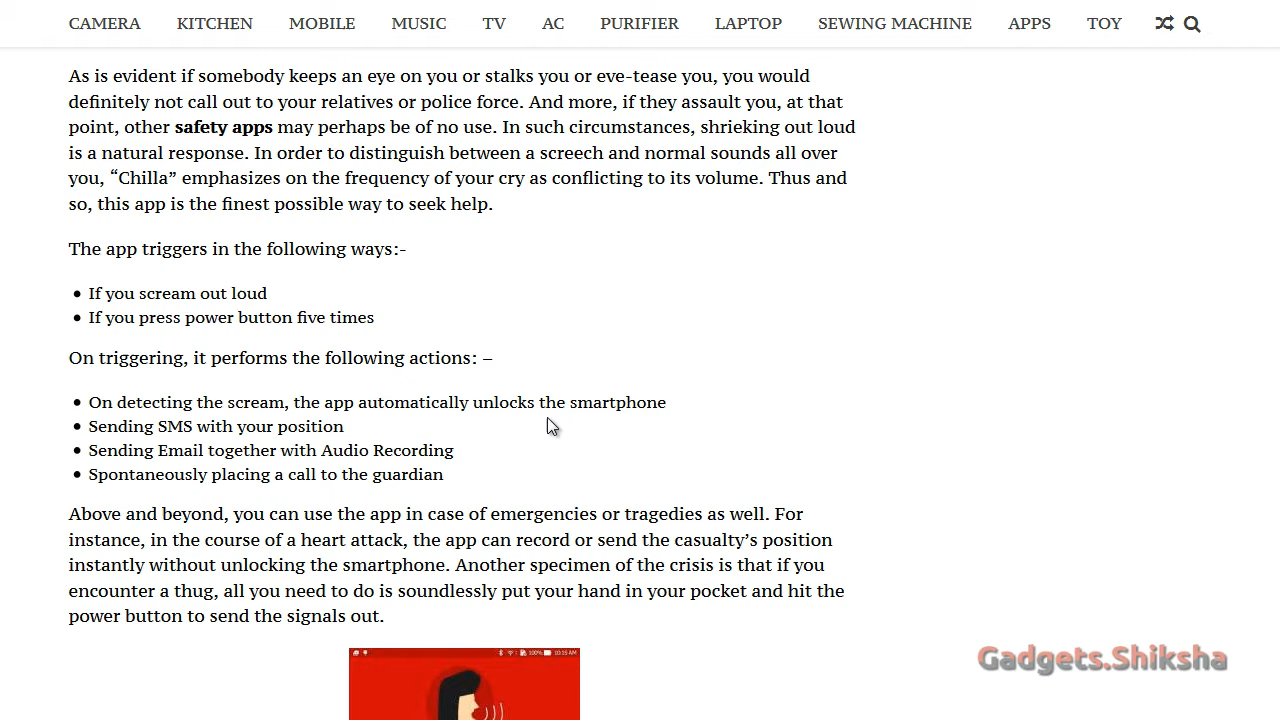 CAMERA KITCHEN MOBILE MUSIC TV AC PURIFIER LAPTOP SEWING MACHINE APPS TOY
As is evident if somebody keeps an eye on you or stalks you or eve-tease you, you would
definitely not call out to your relatives or police force. And more, if they assault you, at that
point, other safety apps may perhaps be of no use. In such circumstances, shrieking out loud
is a natural response. In order to distinguish between a screech and normal sounds all over
you, “Chilla” emphasizes on the frequency of your cry as conflicting to its volume. Thus and
so, this app is the finest possible way to seek help.
The app triggers in the following ways:-
• If you scream out loud
• If you press power button five times
On triggering, it performs the following actions: –
• On detecting the scream, the app automatically unlocks the smartphone
• Sending SMS with your position
• Sending Email together with Audio Recording
• Spontaneously placing a call to the guardian
Above and beyond, you can use the app in case of emergencies or tragedies as well. For
instance, in the course of a heart attack, the app can record or send the casualty’s position
instantly without unlocking the smartphone. Another specimen of the crisis is that if you
encounter a thug, all you need to do is soundlessly put your hand in your pocket and hit the
power button to send the signals out.
100% 10:15 AM
Gadgets.Shiksha